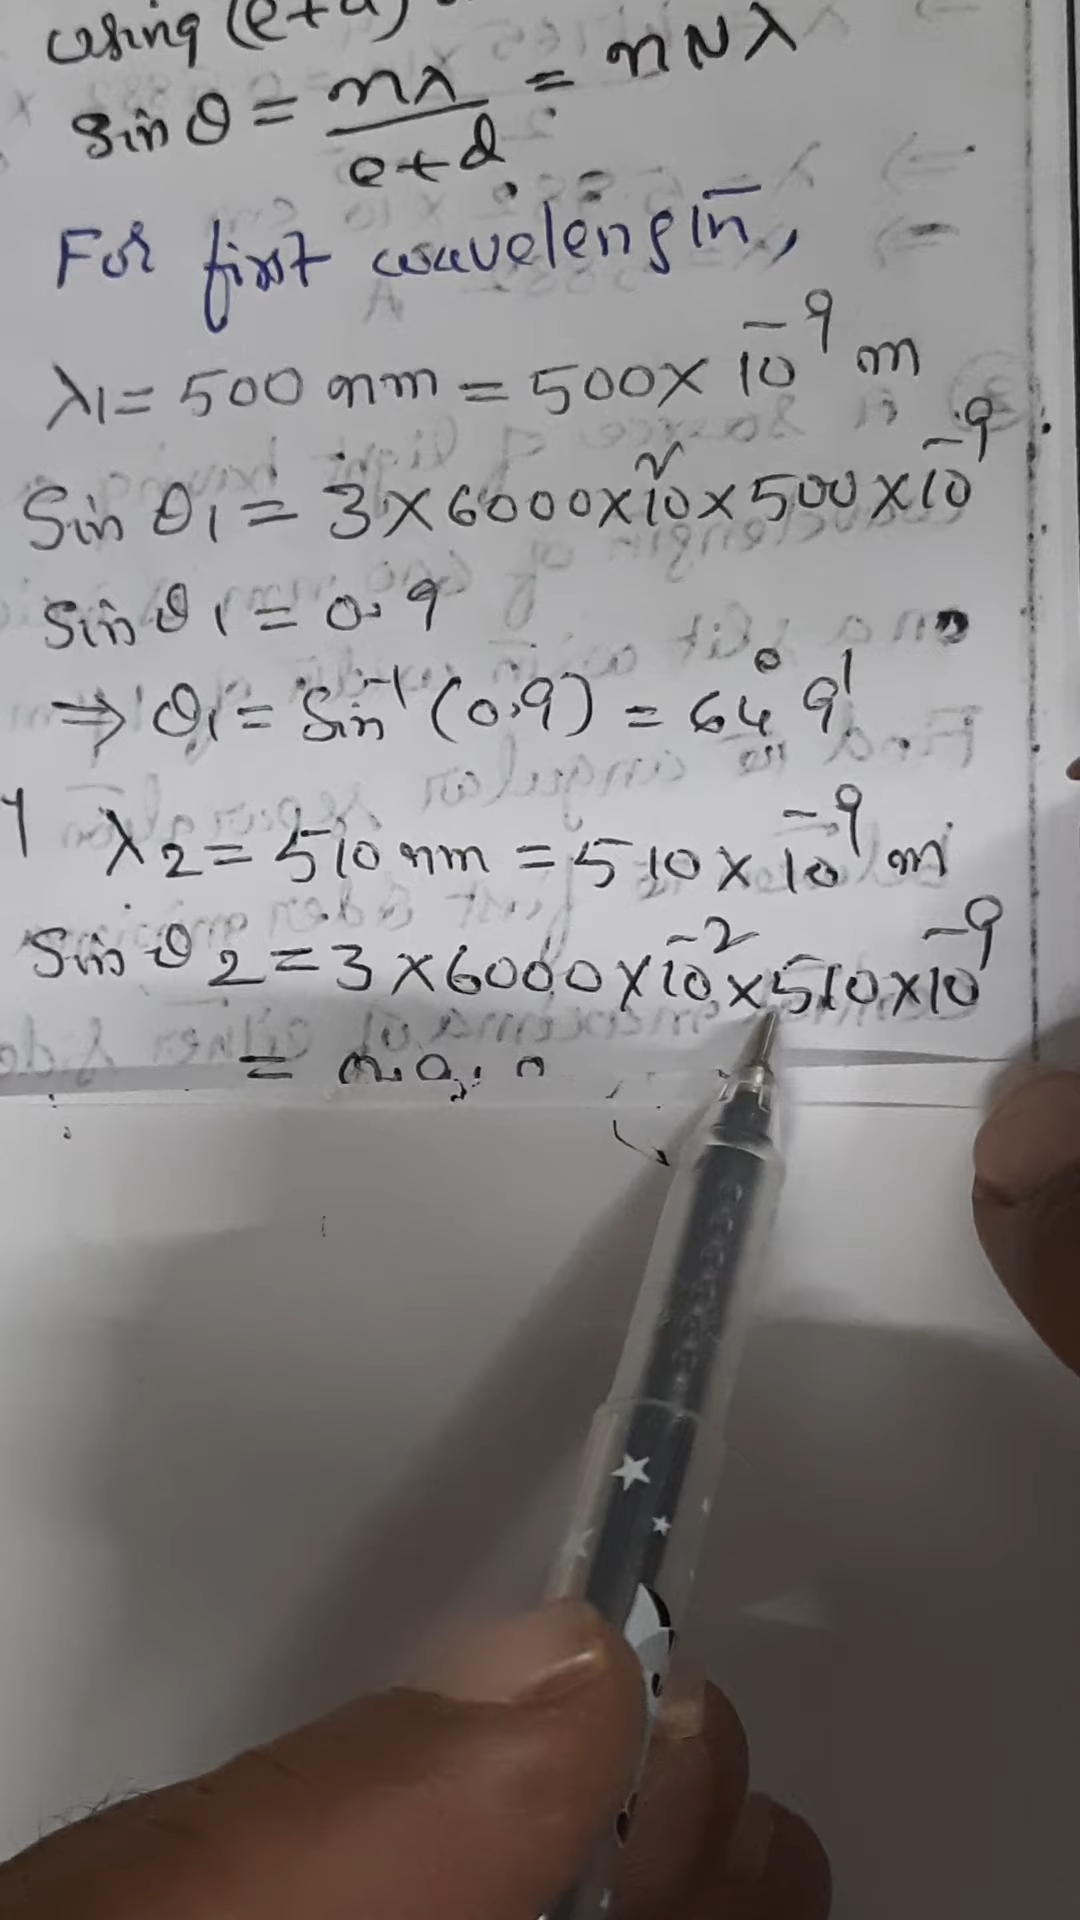 using (e+d)
Sin θ = nλ / e+d = nNλ
For first wavelength,
λ1 = 500 nm = 500 × 10⁻⁹ m
Sin θ1 = 3 × 6000 × 10² × 500 × 10⁻⁹
Sin θ1 = 0.9
⇒ θ1 = Sin⁻¹ (0.9) = 64° 9'
λ2 = 510 nm = 510 × 10⁻⁹ m
Sin θ2 = 3 × 6000 × 10⁻² × 510 × 10⁻⁹
=